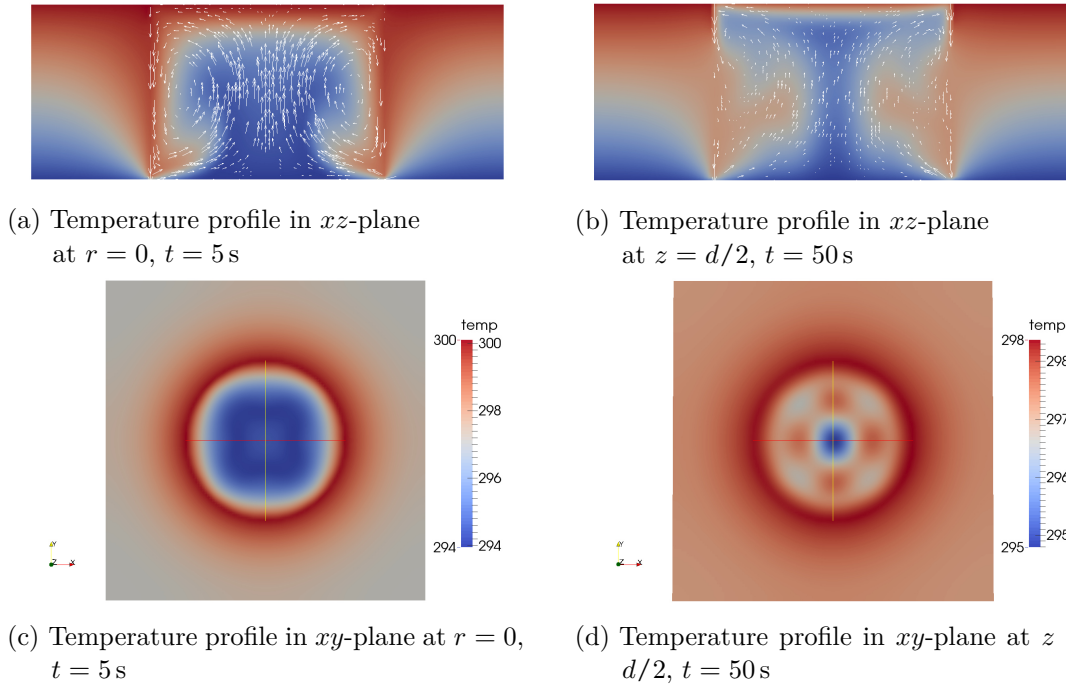 (a) Temperature profile in xz-plane
at r = 0, t = 5 s
(b) Temperature profile in xz-plane
at z = d/2, t = 50 s
temp
300
300
298
296
294
294
Y
Z
X
temp
298
298
297
296
295
295
Y
Z
X
(c) Temperature profile in xy-plane at r = 0,
t = 5 s
(d) Temperature profile in xy-plane at z
d/2, t = 50 s